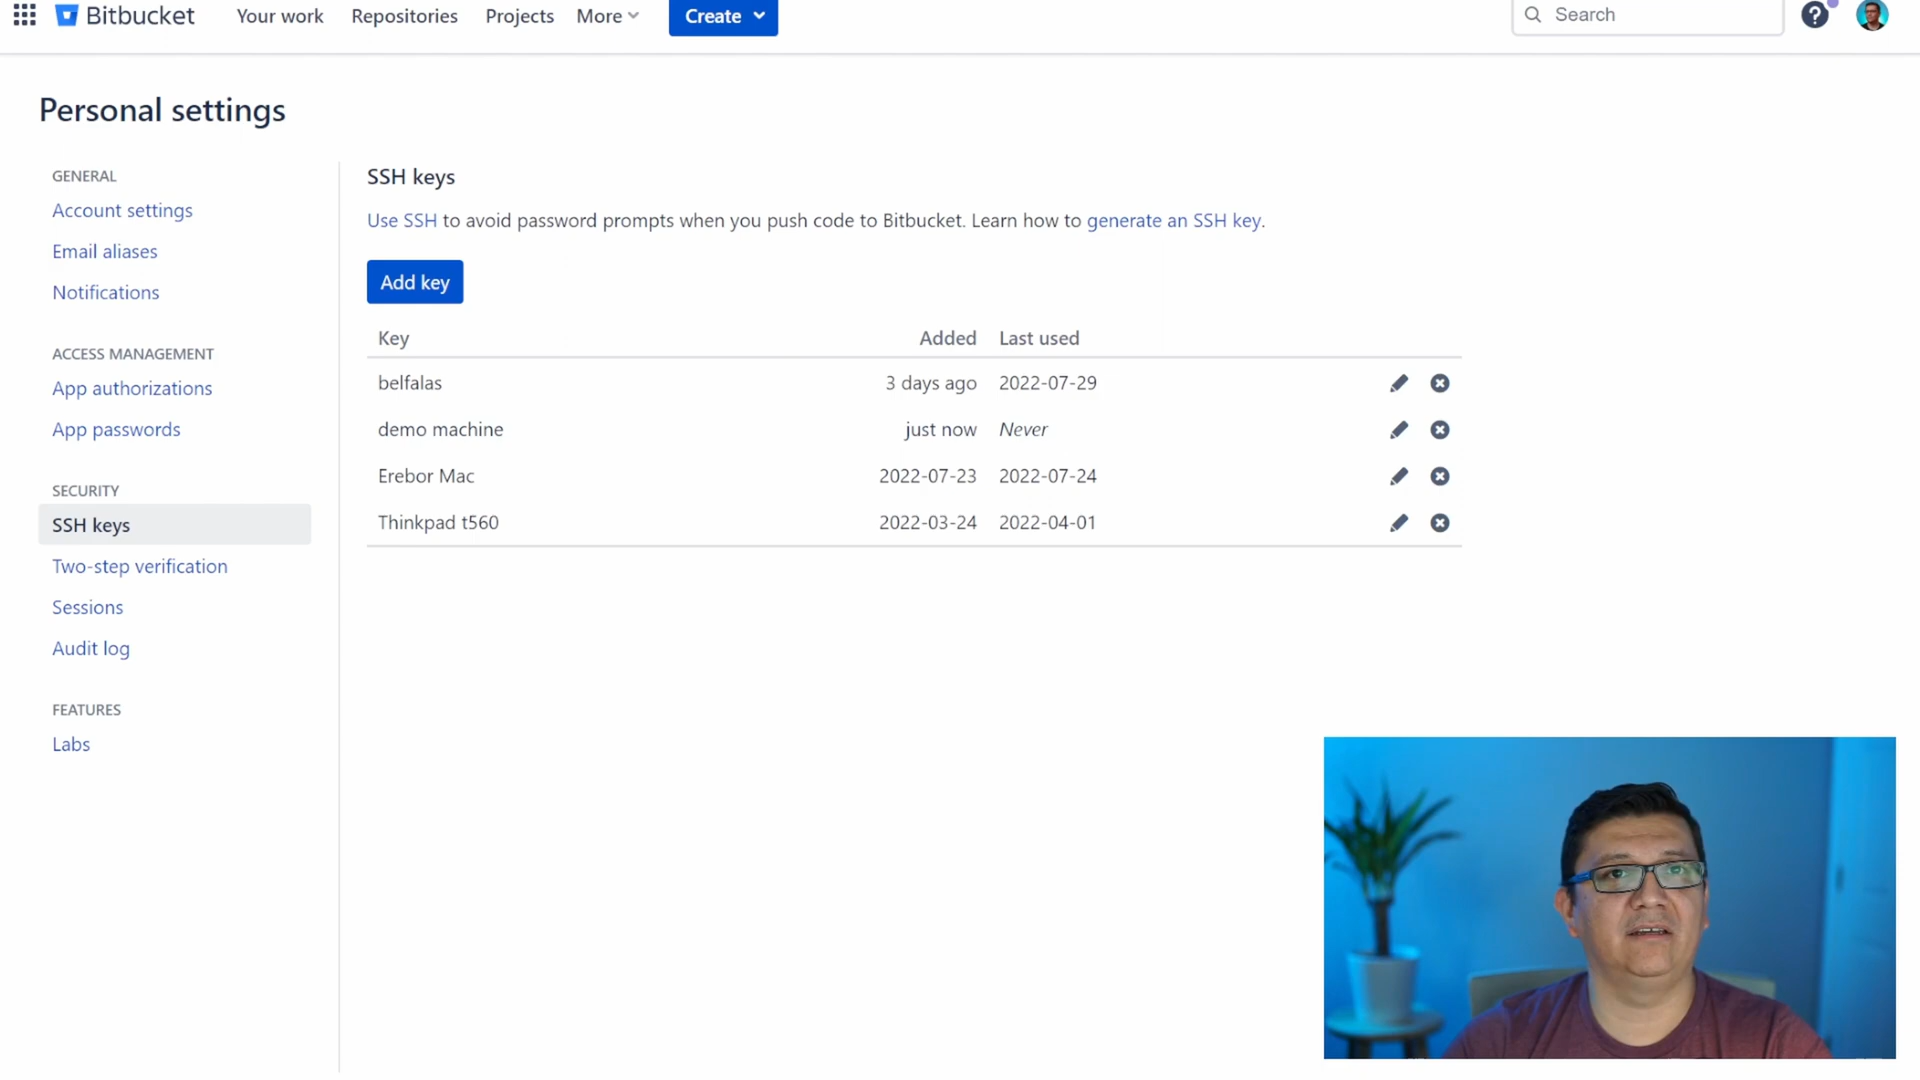 Bitbucket Your work Repositories Projects More Create Search
Personal settings
GENERAL
Account settings
Email aliases
Notifications
ACCESS MANAGEMENT
App authorizations
App passwords
SECURITY
SSH keys
Two-step verification
Sessions
Audit log
FEATURES
Labs
SSH keys
Use SSH to avoid password prompts when you push code to Bitbucket. Learn how to generate an SSH key.
Add key
Key Added Last used
belfalas 3 days ago 2022-07-29
demo machine just now Never
Erebor Mac 2022-07-23 2022-07-24
Thinkpad t560 2022-03-24 2022-04-01